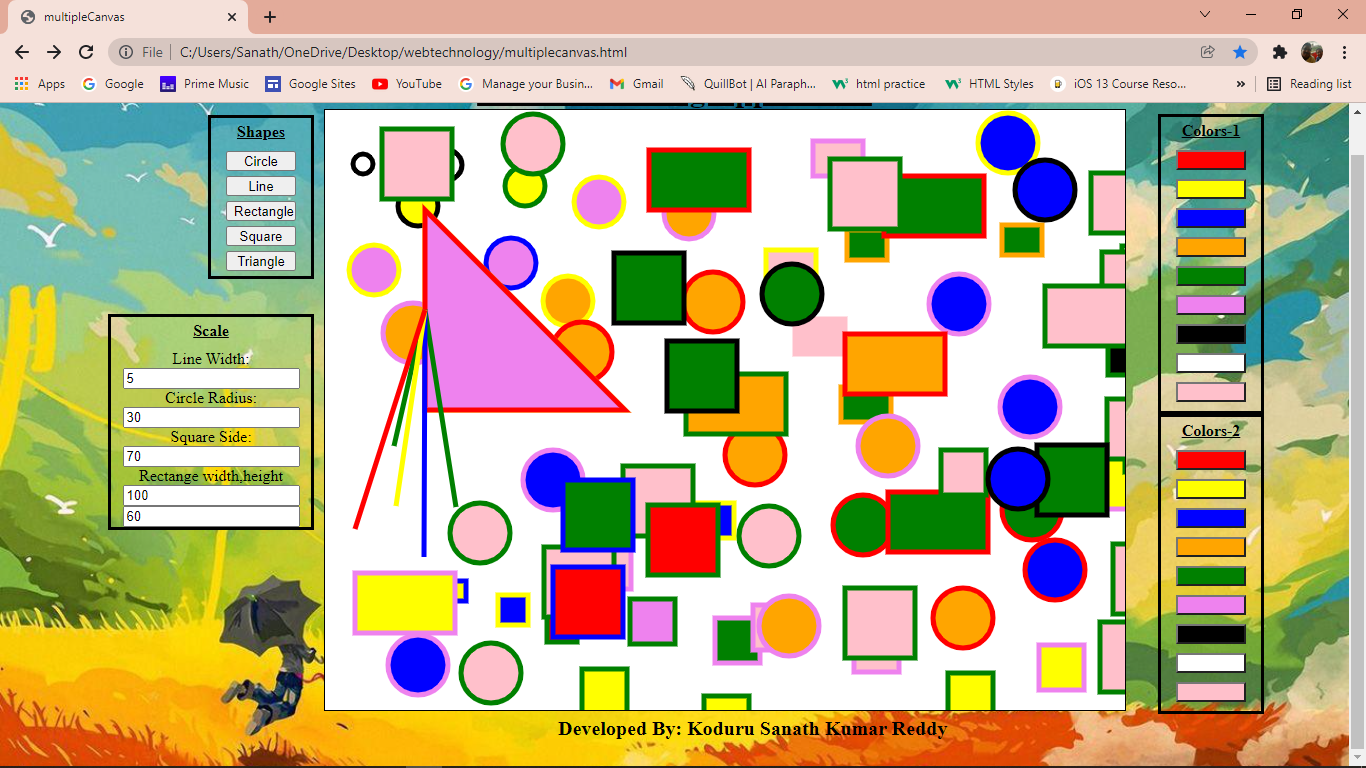 multipleCanvas
File
C:/Users/Sanath/OneDrive/Desktop/webtechnology/multiplecanvas.html
Apps
Google
Prime Music
Google Sites
YouTube
Manage your Busin...
Gmail
QuillBot | AI Paraph...
html practice
HTML Styles
iOS 13 Course Reso...
»
Reading list
Shapes
Circle
Line
Rectangle
Square
Triangle
Scale
Line Width:
5
Circle Radius:
30
Square Side:
70
Rectange width,height
100
60
Colors-1
Colors-2
Developed By: Koduru Sanath Kumar Reddy